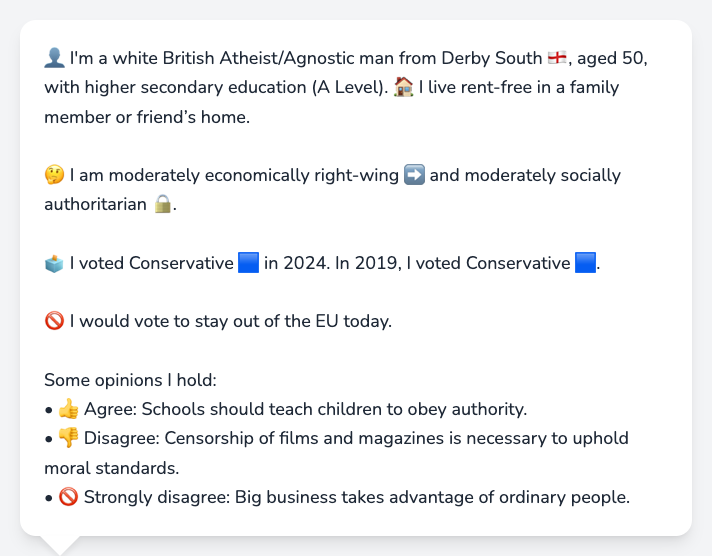 👤 I'm a white British Atheist/Agnostic man from Derby South 🏴󠁧󠁢󠁥󠁮󠁧󠁿, aged 50,
with higher secondary education (A Level). 🏠 I live rent-free in a family
member or friend’s home.
🤔 I am moderately economically right-wing ➡️ and moderately socially
authoritarian 🔒.
🗳️ I voted Conservative 🟦 in 2024. In 2019, I voted Conservative 🟦.
🚫 I would vote to stay out of the EU today.
Some opinions I hold:
• 👍 Agree: Schools should teach children to obey authority.
• 👎 Disagree: Censorship of films and magazines is necessary to uphold
moral standards.
• 🚫 Strongly disagree: Big business takes advantage of ordinary people.